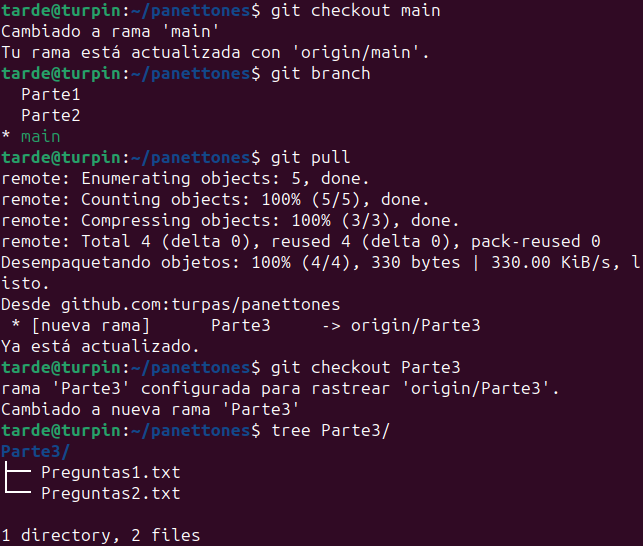 tarde@turpin:~/panettones$ git checkout main
Cambiado a rama 'main'
Tu rama está actualizada con 'origin/main'.
tarde@turpin:~/panettones$ git branch
  Parte1
  Parte2
* main
tarde@turpin:~/panettones$ git pull
remote: Enumerating objects: 5, done.
remote: Counting objects: 100% (5/5), done.
remote: Compressing objects: 100% (3/3), done.
remote: Total 4 (delta 0), reused 4 (delta 0), pack-reused 0
Desempaquetando objetos: 100% (4/4), 330 bytes | 330.00 KiB/s, l
isto.
Desde github.com:turpas/panettones
 * [nueva rama]      Parte3     -> origin/Parte3
Ya está actualizado.
tarde@turpin:~/panettones$ git checkout Parte3
rama 'Parte3' configurada para rastrear 'origin/Parte3'.
Cambiado a nueva rama 'Parte3'
tarde@turpin:~/panettones$ tree Parte3/
Parte3/
├── Preguntas1.txt
└── Preguntas2.txt

1 directory, 2 files